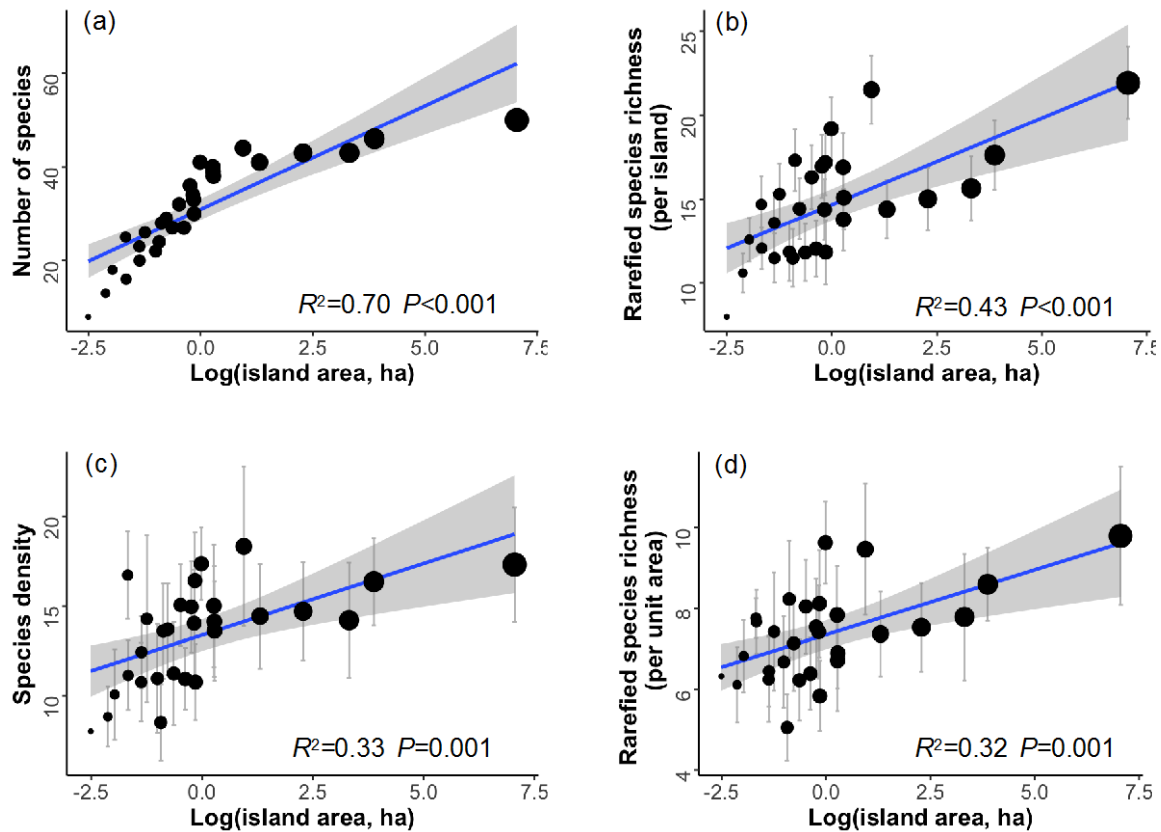 (a)
Number of species
60
40
20
R²=0.70 P<0.001
-2.5 0.0 2.5 5.0 7.5
Log(island area, ha)
(b)
Rarefied species richness
(per island)
25
20
15
10
R²=0.43 P<0.001
-2.5 0.0 2.5 5.0 7.5
Log(island area, ha)
(c)
Species density
20
15
10
R²=0.33 P=0.001
-2.5 0.0 2.5 5.0 7.5
Log(island area, ha)
(d)
Rarefied species richness
(per unit area)
10
8
6
4
R²=0.32 P=0.001
-2.5 0.0 2.5 5.0 7.5
Log(island area, ha)